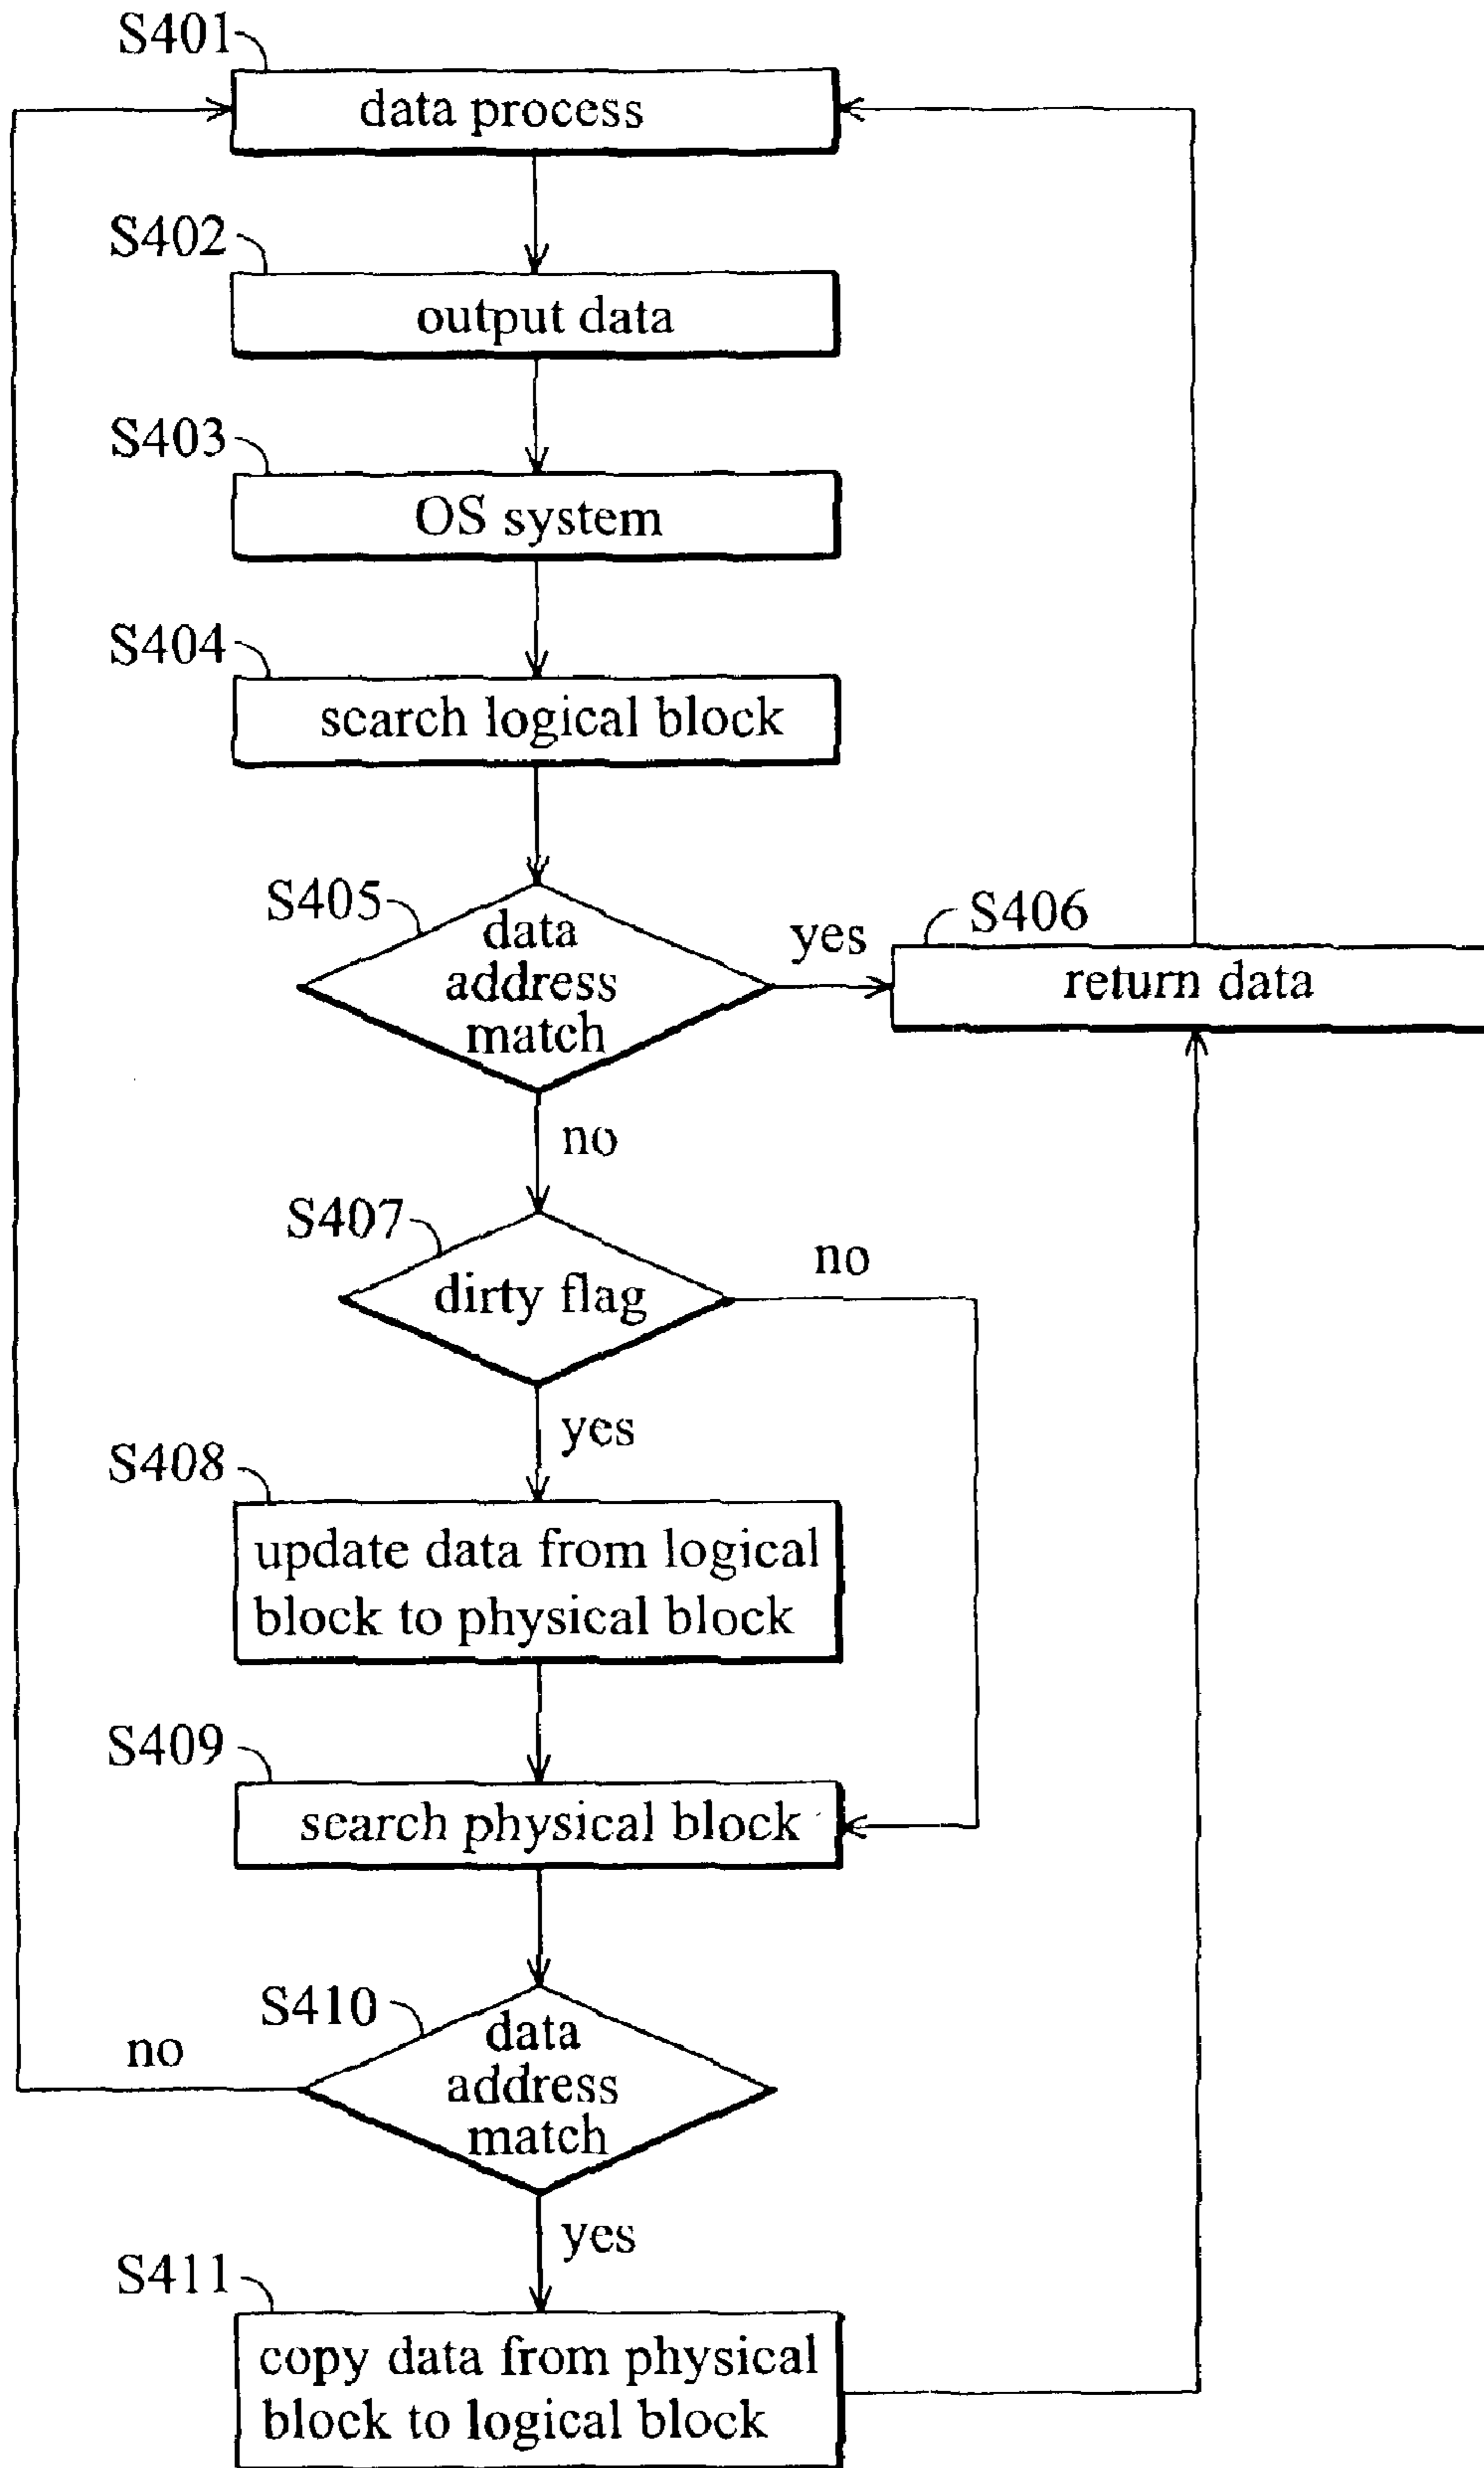 S401
data process
S402
output data
S403
OS system
S404
search logical block
S405
data
address
match
yes
S406
return data
no
S407
dirty flag
no
yes
S408
update data from logical
block to physical block
S409
search physical block
S410
data
address
match
no
yes
S411
copy data from physical
block to logical block